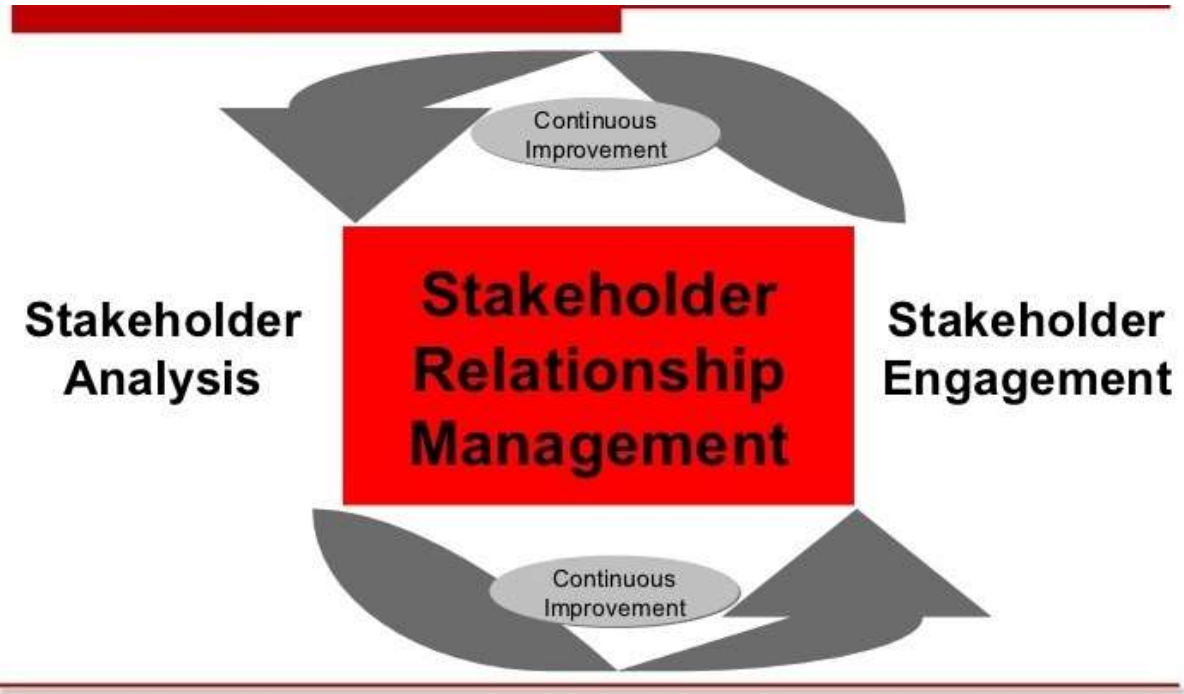 Continuous
Improvement
Stakeholder
Analysis
Stakeholder
Relationship
Management
Stakeholder
Engagement
Continuous
Improvement